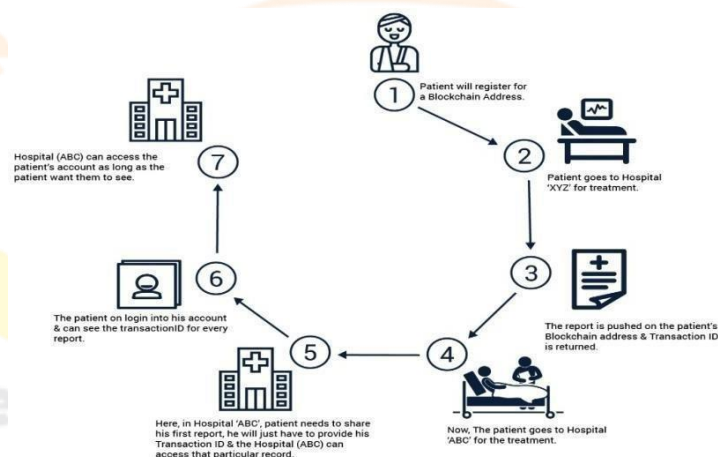 1
Patient will register for
a Blockchain Address.
2
Patient goes to Hospital
'XYZ' for treatment.
3
The report is pushed on the patient's
Blockchain address & Transaction ID
is returned.
4
Now, The patient goes to Hospital
'ABC' for the treatment.
5
Here, in Hospital 'ABC', patient needs to share
his first report, he will just have to provide his
Transaction ID & the Hospital (ABC) can
access that particular record.
6
The patient on login into his account
& can see the transactionID for every
report.
7
Hospital (ABC) can access the
patient's account as long as the
patient want them to see.